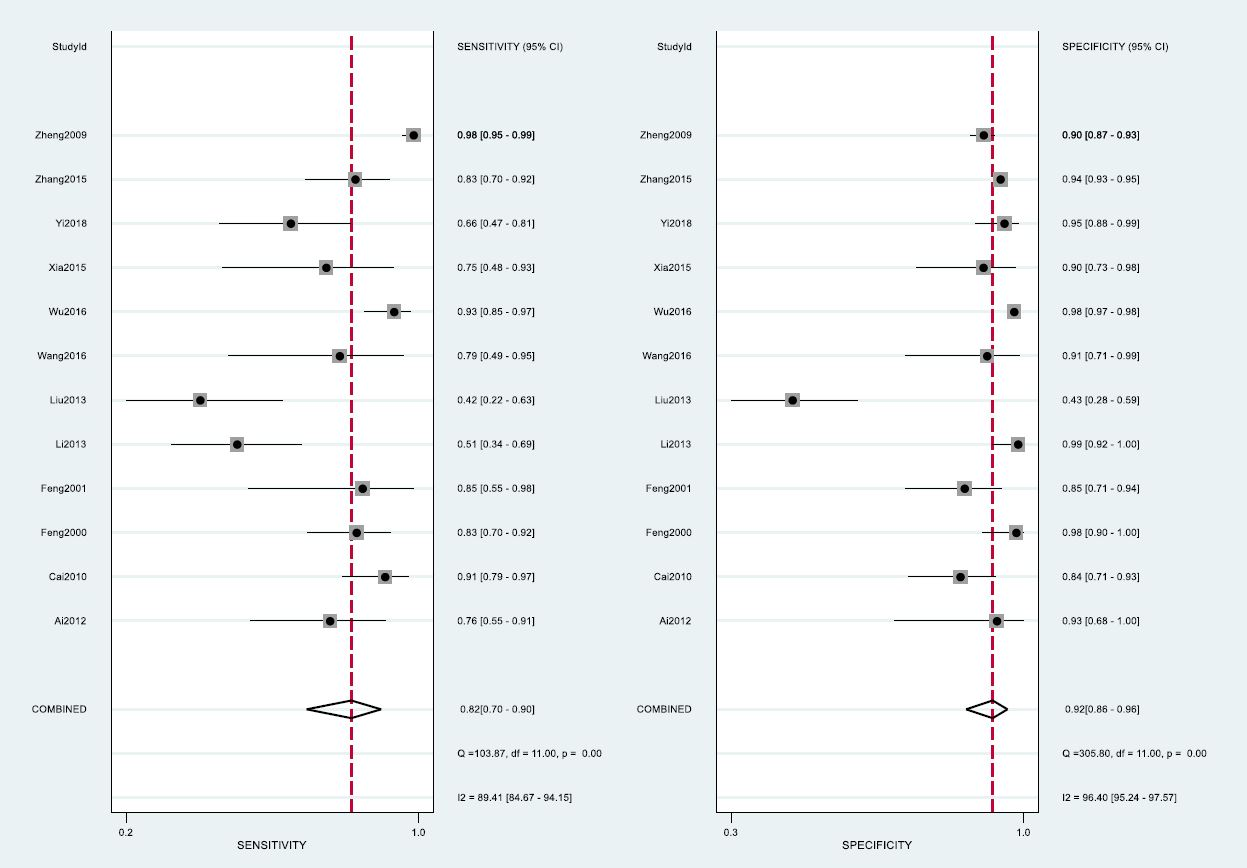 StudyId SENSITIVITY (95% CI) StudyId SPECIFICITY (95% CI)
Zheng2009 0.98 [0.95 - 0.99] Zheng2009 0.90 [0.87 - 0.93]
Zhang2015 0.83 [0.70 - 0.92] Zhang2015 0.94 [0.93 - 0.95]
Yi2018 0.66 [0.47 - 0.81] Yi2018 0.95 [0.88 - 0.99]
Xia2015 0.75 [0.48 - 0.93] Xia2015 0.90 [0.73 - 0.98]
Wu2016 0.93 [0.85 - 0.97] Wu2016 0.98 [0.97 - 0.98]
Wang2016 0.79 [0.49 - 0.95] Wang2016 0.91 [0.71 - 0.99]
Liu2013 0.42 [0.22 - 0.63] Liu2013 0.43 [0.28 - 0.59]
Li2013 0.51 [0.34 - 0.69] Li2013 0.99 [0.92 - 1.00]
Feng2001 0.85 [0.55 - 0.98] Feng2001 0.85 [0.71 - 0.94]
Feng2000 0.83 [0.70 - 0.92] Feng2000 0.98 [0.90 - 1.00]
Cai2010 0.91 [0.79 - 0.97] Cai2010 0.84 [0.71 - 0.93]
Ai2012 0.76 [0.55 - 0.91] Ai2012 0.93 [0.68 - 1.00]
COMBINED 0.82[0.70 - 0.90] COMBINED 0.92[0.86 - 0.96]
Q =103.87, df = 11.00, p = 0.00 Q =305.80, df = 11.00, p = 0.00
I2 = 89.41 [84.67 - 94.15] I2 = 96.40 [95.24 - 97.57]
0.2 1.0 0.3 1.0
SENSITIVITY SPECIFICITY